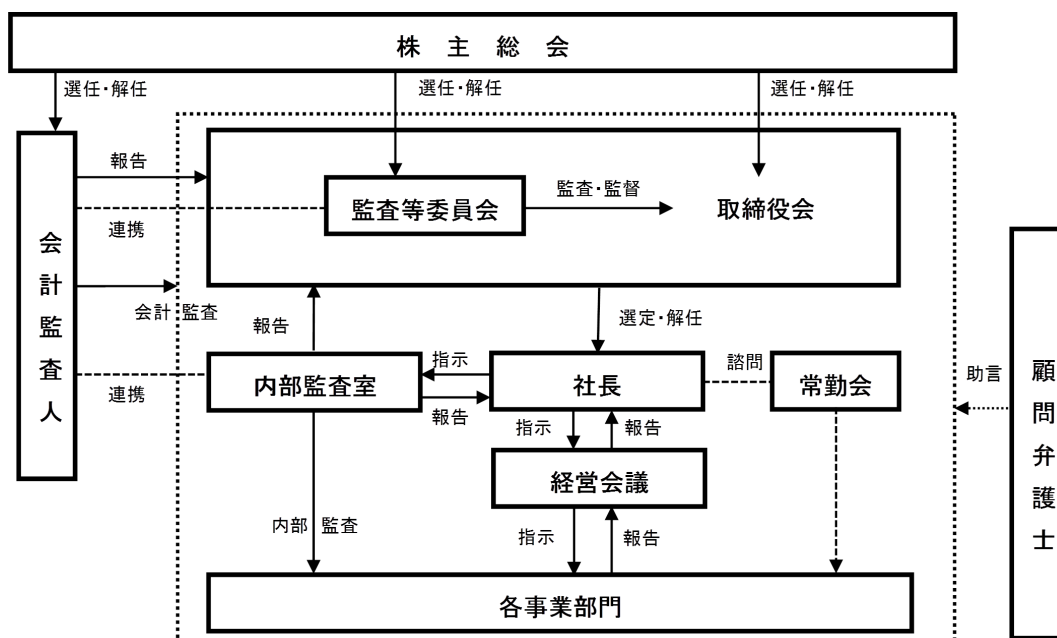 株主総会
選任・解任
選任・解任
選任・解任
報告
監査等委員会
監査・監督
取締役会
連携
会計監査人
会計監査
報告
選定・解任
内部監査室
指示
社長
諮問
常勤会
連携
報告
助言
顧問弁護士
指示
報告
経営会議
内部監査
指示
報告
各事業部門